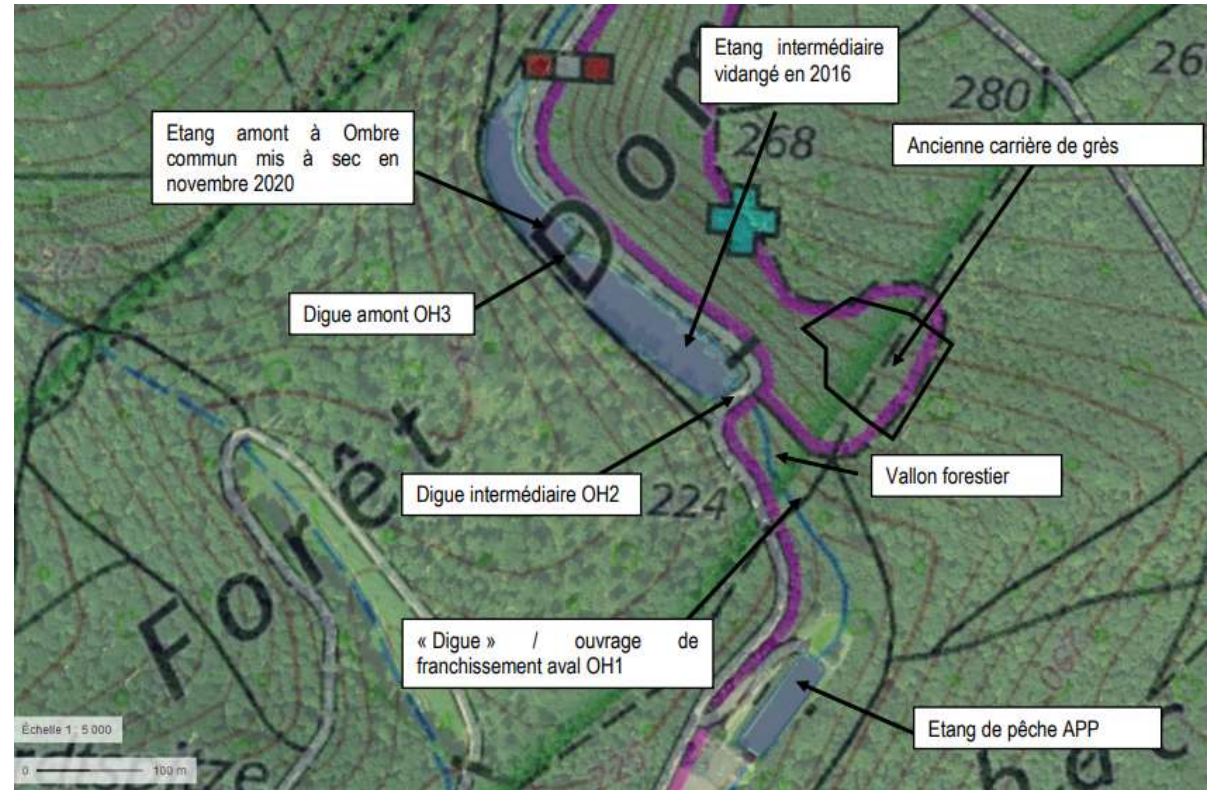 Etang intermédiaire
vidangé en 2016
Etang amont à Ombre
commun mis à sec en
novembre 2020
Ancienne carrière de grès
Digue amont OH3
Digue intermédiaire OH2
Vallon forestier
« Digue » / ouvrage de
franchissement aval OH1
Etang de pêche APP
280
268
224
Forêt
Dom
Échelle 1 : 5 000
0 100 m